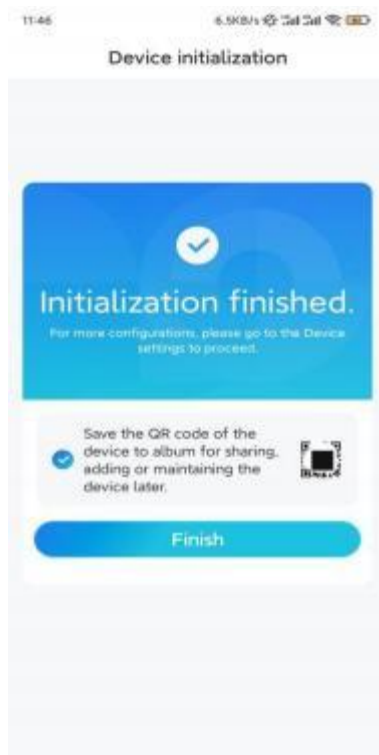 11:46 6.5KB/s
Device initialization
Initialization finished.
For more configurations, please go to the Device
settings to proceed.
Save the QR code of the
device to album for sharing,
adding or maintaining the
device later.
Finish